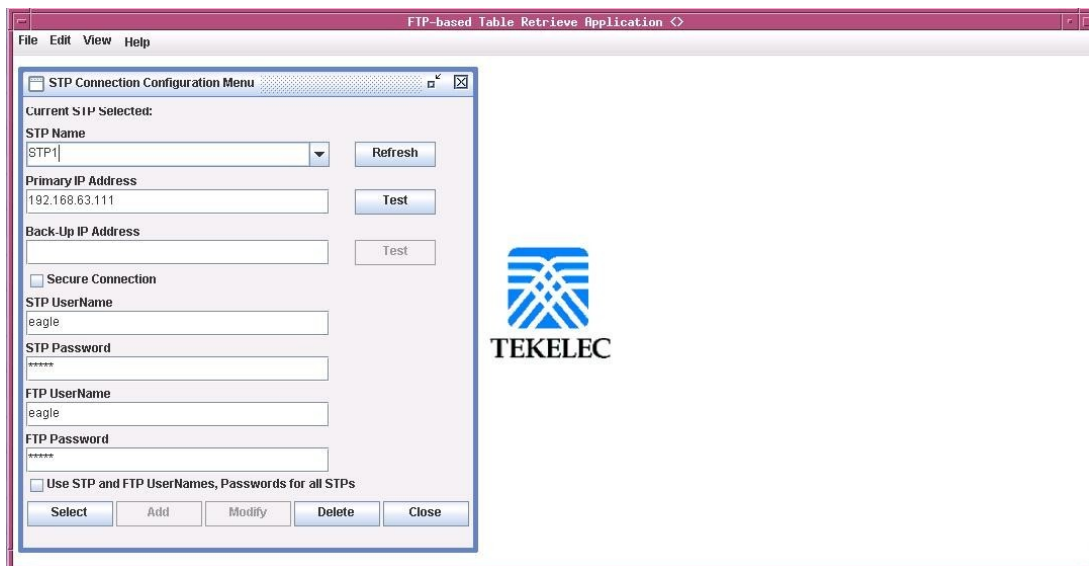 FTP-based Table Retrieve Application <>
File Edit View Help
STP Connection Configuration Menu
Current STP Selected:
STP Name
STP1 Refresh
Primary IP Address
192.168.63.111 Test
Back-Up IP Address
Test
Secure Connection
STP UserName
eagle
STP Password
*****
FTP UserName
eagle
FTP Password
*****
Use STP and FTP UserNames, Passwords for all STPs
Select Add Modify Delete Close
TEKELEC